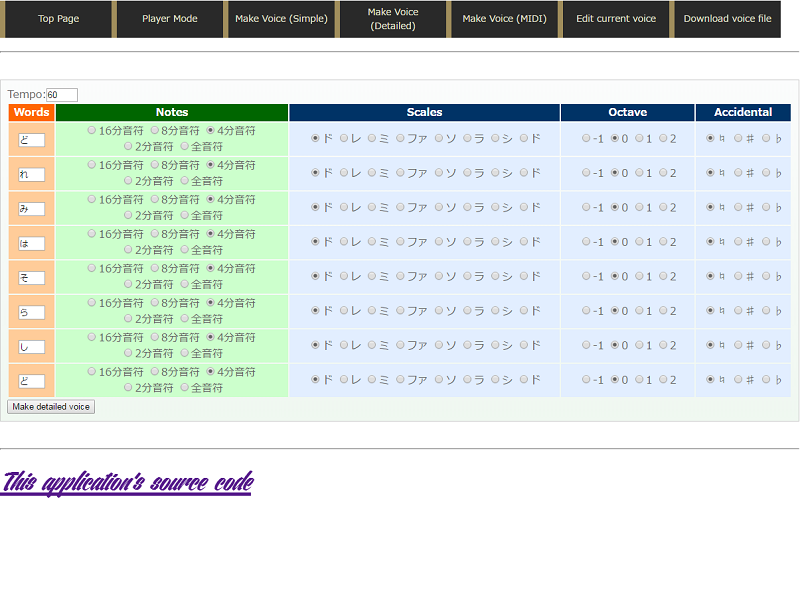 Top Page
Player Mode
Make Voice (Simple)
Make Voice (Detailed)
Make Voice (MIDI)
Edit current voice
Download voice file
Tempo:60
Words Notes Scales Octave Accidental
ど 16分音符 8分音符 4分音符 2分音符 全音符 ド レ ミ ファ ソ ラ シ ド -1 0 1 2 ♮ # ♭
れ 16分音符 8分音符 4分音符 2分音符 全音符 ド レ ミ ファ ソ ラ シ ド -1 0 1 2 ♮ # ♭
み 16分音符 8分音符 4分音符 2分音符 全音符 ド レ ミ ファ ソ ラ シ ド -1 0 1 2 ♮ # ♭
は 16分音符 8分音符 4分音符 2分音符 全音符 ド レ ミ ファ ソ ラ シ ド -1 0 1 2 ♮ # ♭
そ 16分音符 8分音符 4分音符 2分音符 全音符 ド レ ミ ファ ソ ラ シ ド -1 0 1 2 ♮ # ♭
ら 16分音符 8分音符 4分音符 2分音符 全音符 ド レ ミ ファ ソ ラ シ ド -1 0 1 2 ♮ # ♭
し 16分音符 8分音符 4分音符 2分音符 全音符 ド レ ミ ファ ソ ラ シ ド -1 0 1 2 ♮ # ♭
ど 16分音符 8分音符 4分音符 2分音符 全音符 ド レ ミ ファ ソ ラ シ ド -1 0 1 2 ♮ # ♭
Make detailed voice
This application's source code